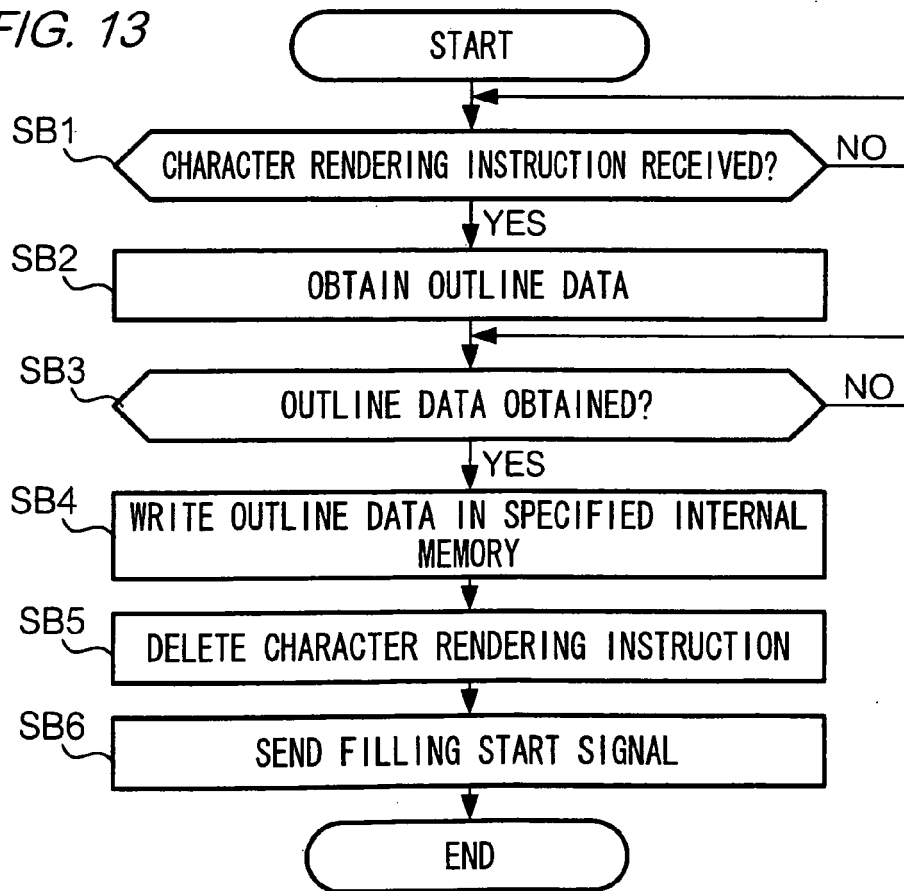 FIG. 13
START
SB1
CHARACTER RENDERING INSTRUCTION RECEIVED?
NO
YES
SB2
OBTAIN OUTLINE DATA
SB3
OUTLINE DATA OBTAINED?
NO
YES
SB4
WRITE OUTLINE DATA IN SPECIFIED INTERNAL
MEMORY
SB5
DELETE CHARACTER RENDERING INSTRUCTION
SB6
SEND FILLING START SIGNAL
END